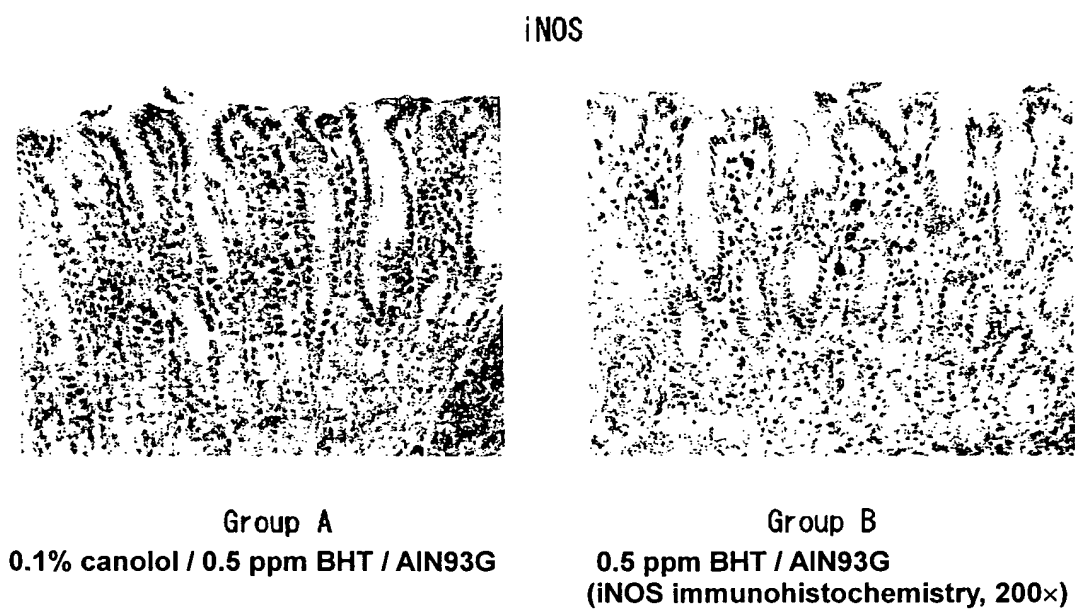 iNOS
Group A
0.1% canolol / 0.5 ppm BHT / AIN93G
Group B
0.5 ppm BHT / AIN93G
(iNOS immunohistochemistry, 200×)